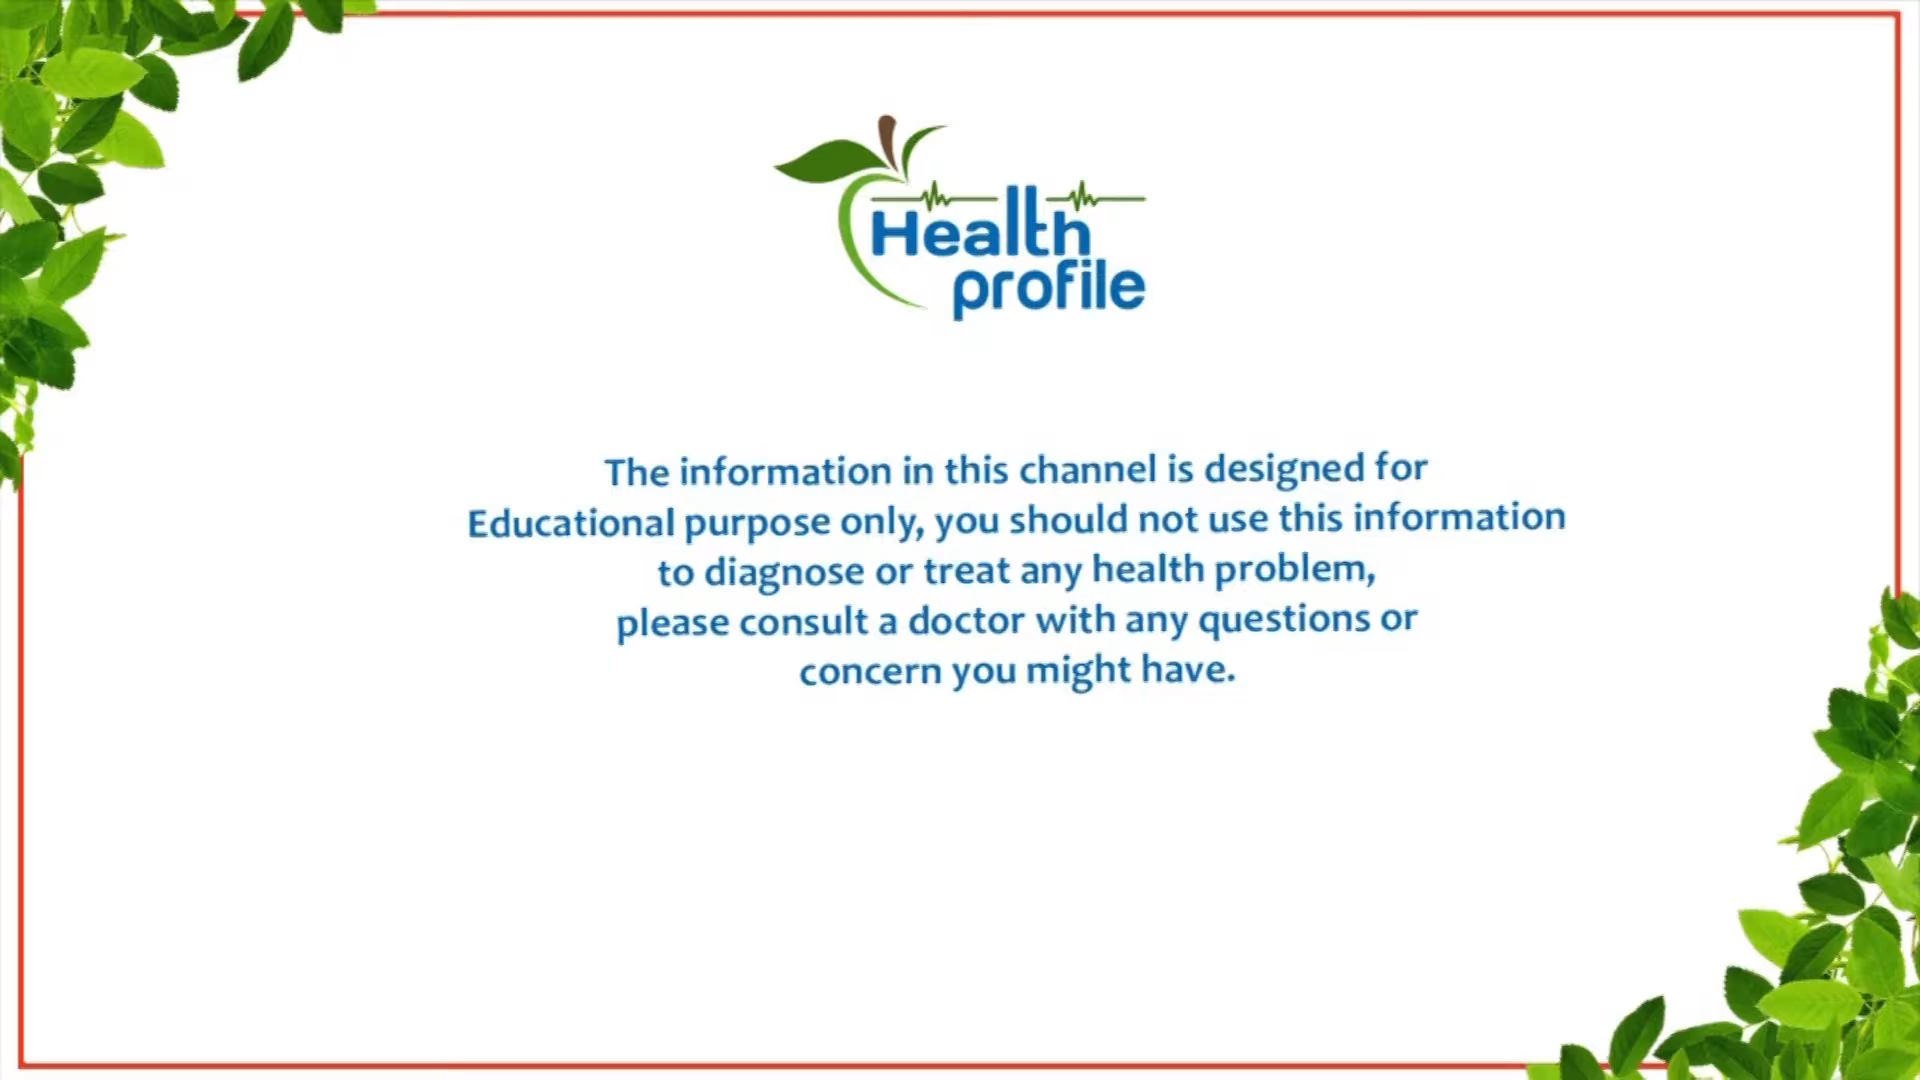 Health
profile
The information in this channel is designed for
Educational purpose only, you should not use this information
to diagnose or treat any health problem,
please consult a doctor with any questions or
concern you might have.